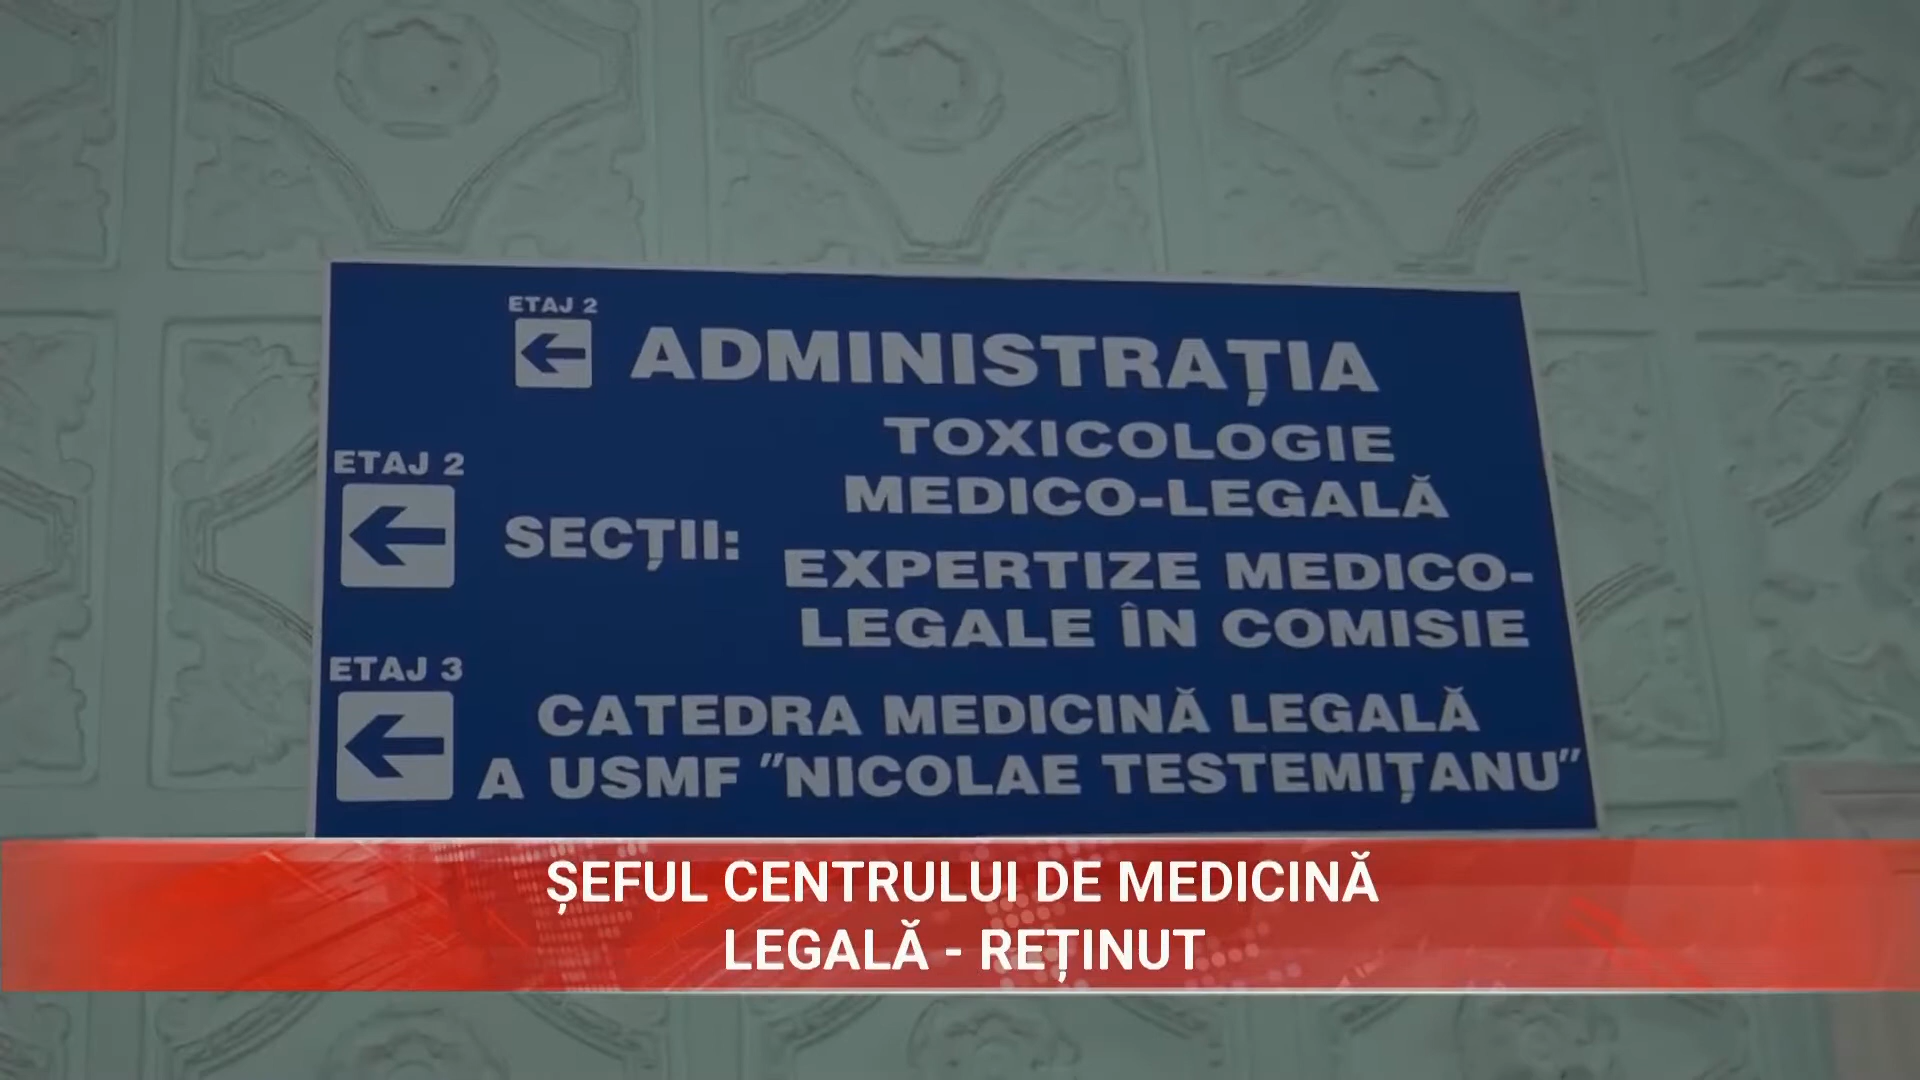 ETAJ 2
ADMINISTRAȚIA
TOXICOLOGIE
MEDICO-LEGALĂ
ETAJ 2
SECȚII:
EXPERTIZE MEDICO-
LEGALE ÎN COMISIE
ETAJ 3
CATEDRA MEDICINĂ LEGALĂ
A USMF "NICOLAE TESTEMIȚANU"
ȘEFUL CENTRULUI DE MEDICINĂ
LEGALĂ - REȚINUT